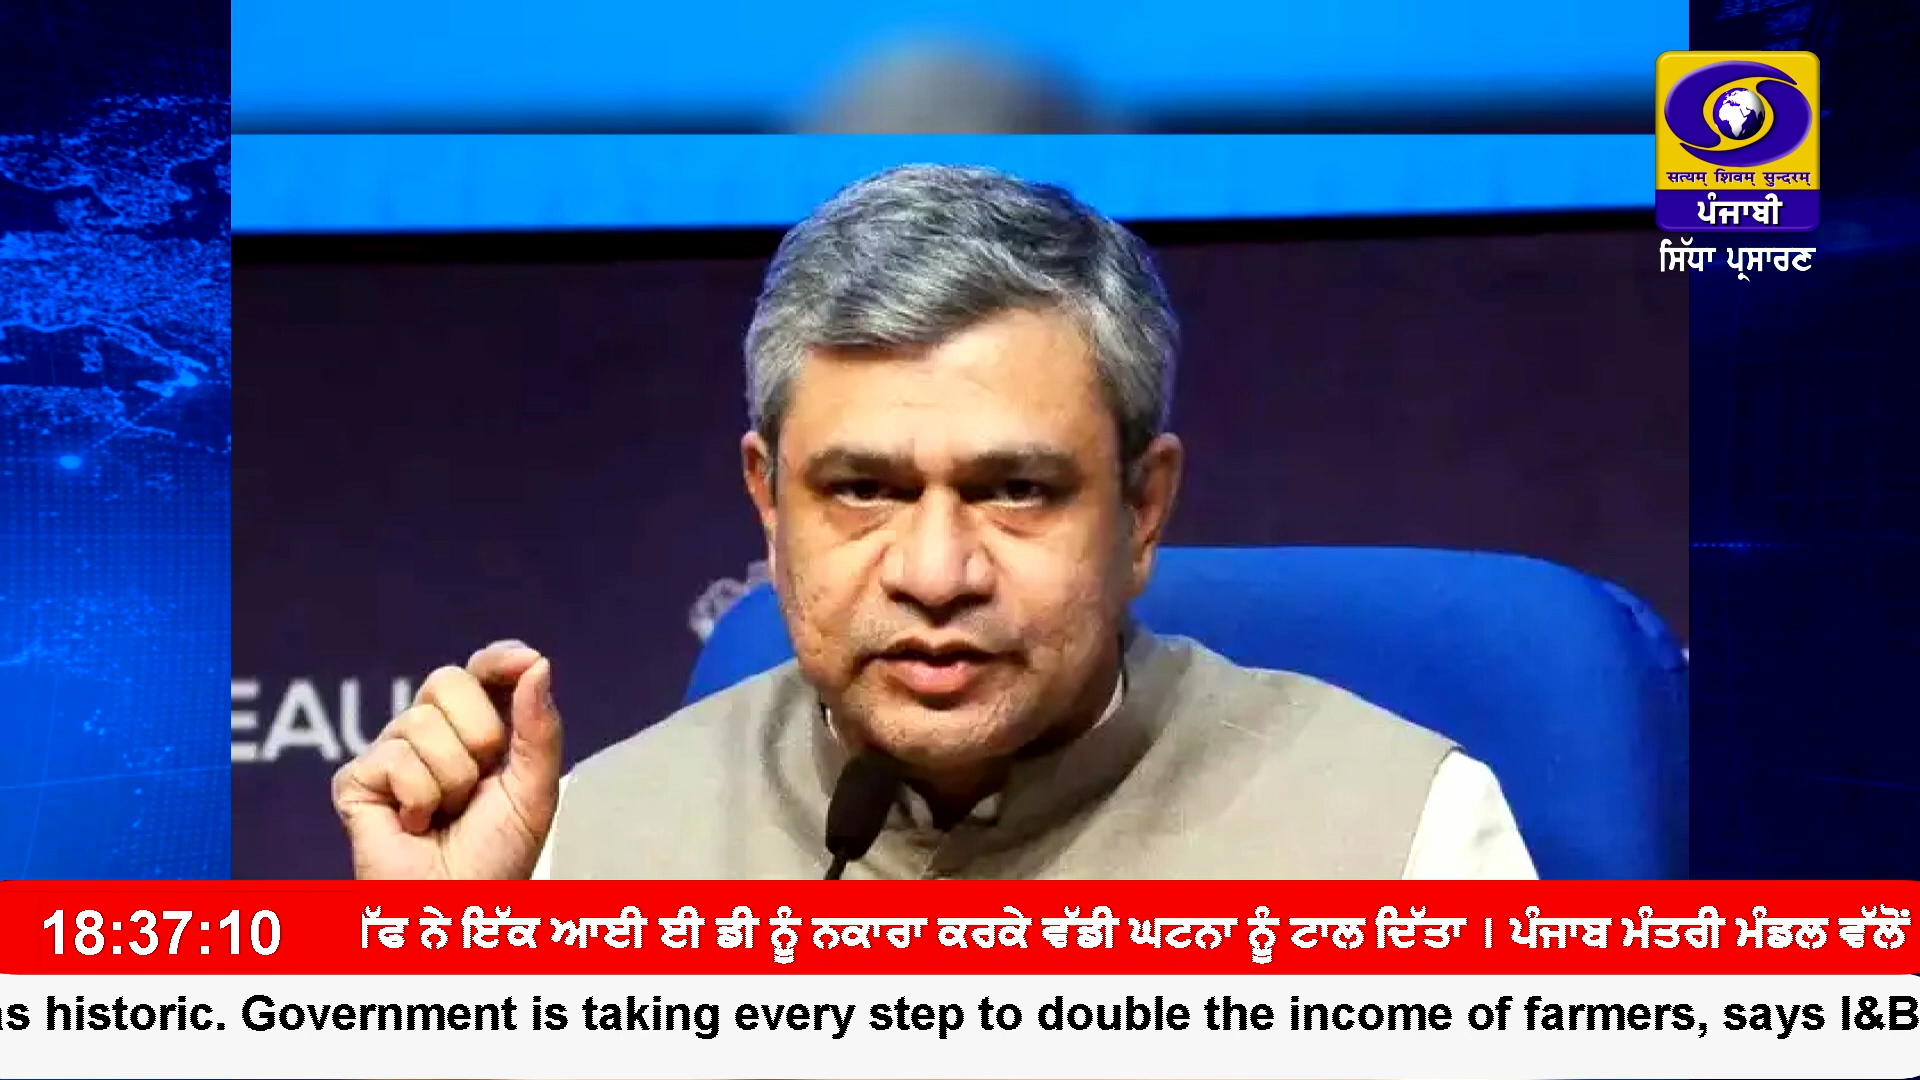 सत्यम् शिवम् सुन्दरम्
ਪੰਜਾਬੀ
ਸਿੱਧਾ ਪ੍ਰਸਾਰਣ
EAU
18:37:10
ਨੇ ਇੱਕ ਆਈ ਈ ਡੀ ਨੂੰ ਨਕਾਰਾ ਕਰਕੇ ਵੱਡੀ ਘਟਨਾ ਨੂੰ ਟਾਲ ਦਿੱਤਾ । ਪੰਜਾਬ ਮੰਤਰੀ ਮੰਡਲ ਵੱਲੋਂ
as historic. Government is taking every step to double the income of farmers, says I&B